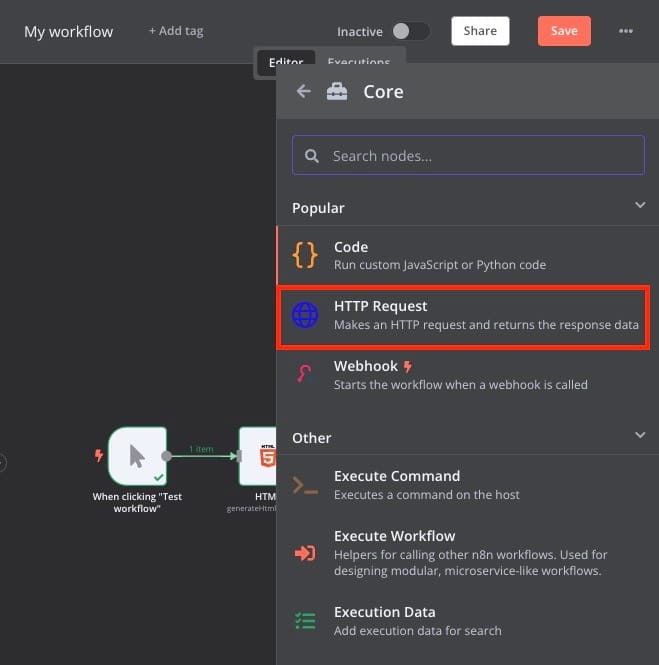 My workflow
+ Add tag
Inactive
Share
Save
Editor
Executions
Core
Search nodes...
Popular
Code
Run custom JavaScript or Python code
HTTP Request
Makes an HTTP request and returns the response data
Webhook
Starts the workflow when a webhook is called
Other
Execute Command
Executes a command on the host
Execute Workflow
Helpers for calling other n8n workflows. Used for
designing modular, microservice-like workflows.
Execution Data
Add execution data for search
1 item
HTML
5
When clicking "Test
workflow"
HTM
generateHtml